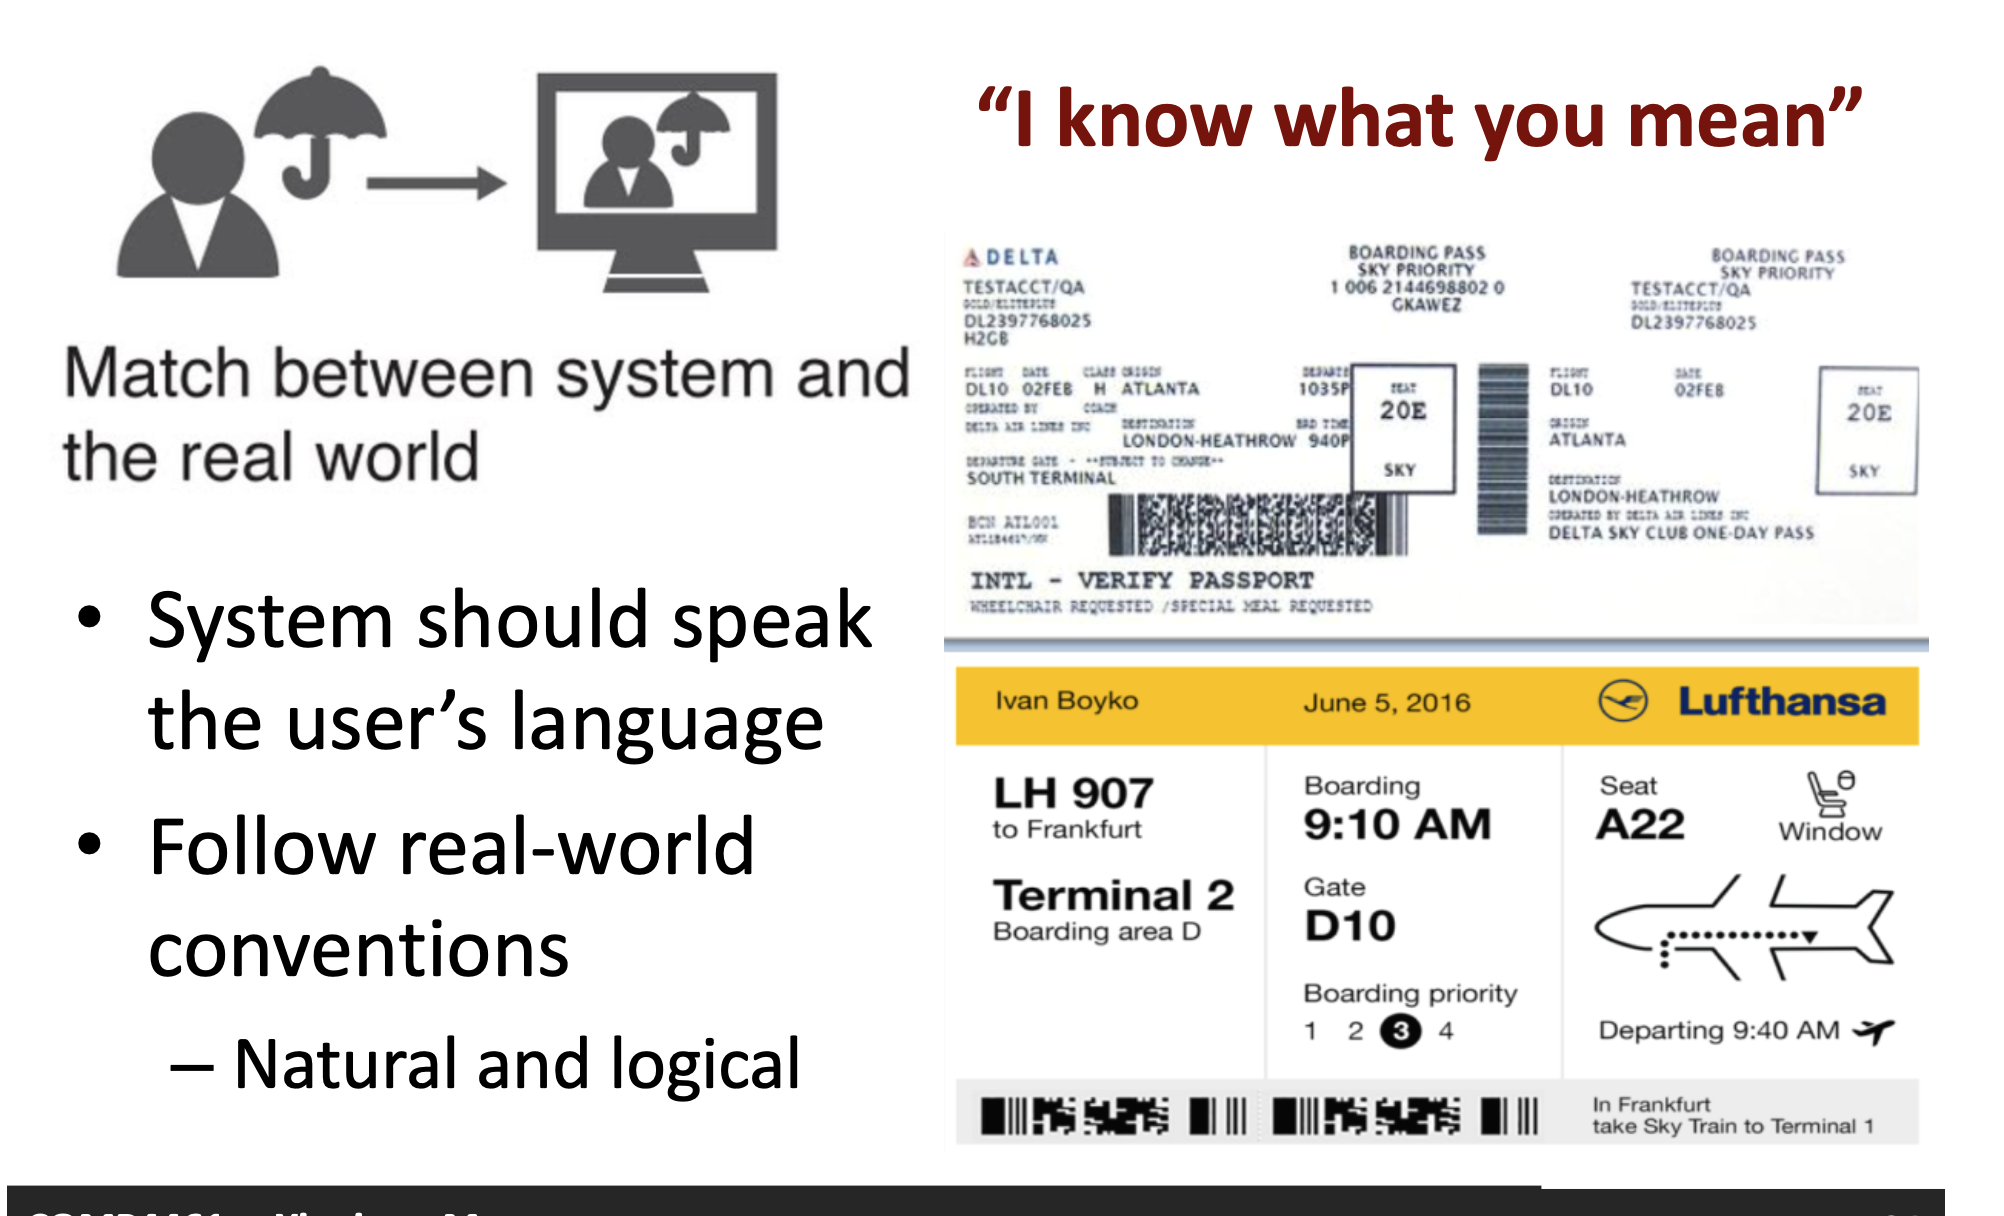 “I know what you mean”
Match between system and
the real world
• System should speak
the user’s language
• Follow real-world
conventions
– Natural and logical
DELTA
BOARDING PASS
SKY PRIORITY
1 006 2144698802 0
GKAWEZ
BOARDING PASS
SKY PRIORITY
TESTACCT/QA
GOLD/ELITEPLUS
DL2397768025
H2GB
TESTACCT/QA
GOLD/ELITEPLUS
DL2397768025
FLIGHT DATE CLASS ORIGIN DEPARTS
DL10 02FEB H ATLANTA 1035P
OPERATED BY COACH
DELTA AIR LINES INC DESTINATION BRD TIME
LONDON-HEATHROW 940P
DEPARTURE GATE - **SUBJECT TO CHANGE**
SOUTH TERMINAL
SEAT
20E
SKY
BCN ATL001
INTL - VERIFY PASSPORT
WHEELCHAIR REQUESTED /SPECIAL MEAL REQUESTED
FLIGHT DATE
DL10 02FEB
ORIGIN
ATLANTA
DESTINATION
LONDON-HEATHROW
OPERATED BY DELTA AIR LINES INC
DELTA SKY CLUB ONE-DAY PASS
SEAT
20E
SKY
Ivan Boyko June 5, 2016 Lufthansa
LH 907
to Frankfurt
Terminal 2
Boarding area D
Boarding
9:10 AM
Gate
D10
Boarding priority
1 2 3 4
Seat
A22
Window
Departing 9:40 AM
In Frankfurt
take Sky Train to Terminal 1